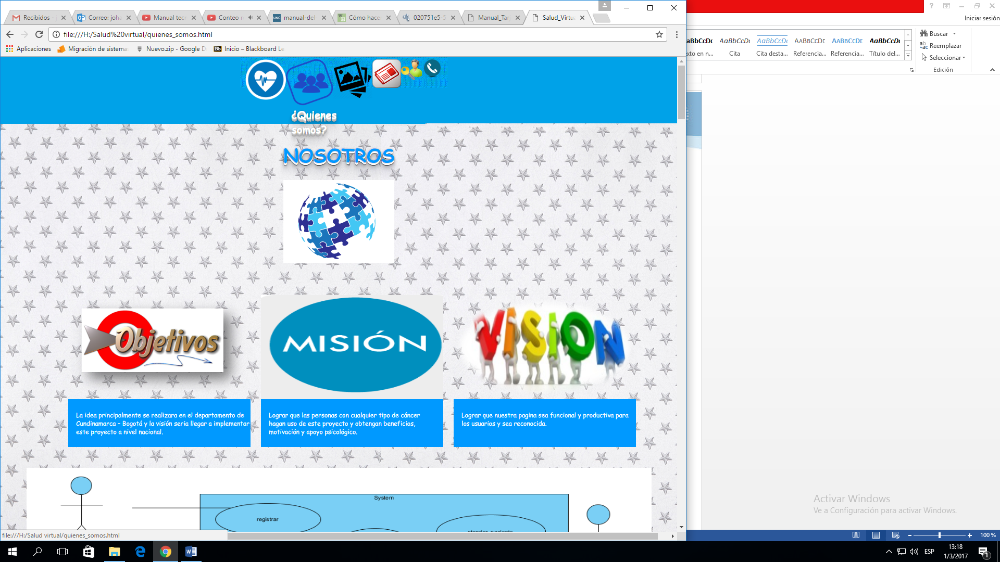 Recibidos - j
Correo: joha
Manual tecn
Conteo r
manual-del-
Cómo hacer
020751e5-5
Manual_Tarj
Salud_Virtua
Iniciar sesión
file:///H:/Salud%20virtual/quienes_somos.html
Aplicaciones
Migración de sistemas
Nuevo.zip - Google D
Bb
Inicio – Blackboard Le
aBbCcDc AaBbCcDc AaBbCcDc AABBCCDE AABBCCDE AaBbCcDc
xto en n... Cita Cita desta... Referencia... Referencia... Título del...
Buscar
Reemplazar
Seleccionar
Edición
¿Quienes
somos?
NOSOTROS
Objetivos
MISIÓN
VISION
La idea principalmente se realizara en el departamento de
Cundinamarca – Bogotá y la visión seria llegar a implementar
este proyecto a nivel nacional.
Lograr que las personas con cualquier tipo de cáncer
hagan uso de este proyecto y obtengan beneficios,
motivación y apoyo psicológico.
Lograr que nuestra pagina sea funcional y productiva para
los usuarios y sea reconocida.
System
registrar
Activar Windows
Ve a Configuración para activar Windows.
file:///H:/Salud virtual/quienes_somos.html
100 %
ESP
13:18
1/3/2017
1